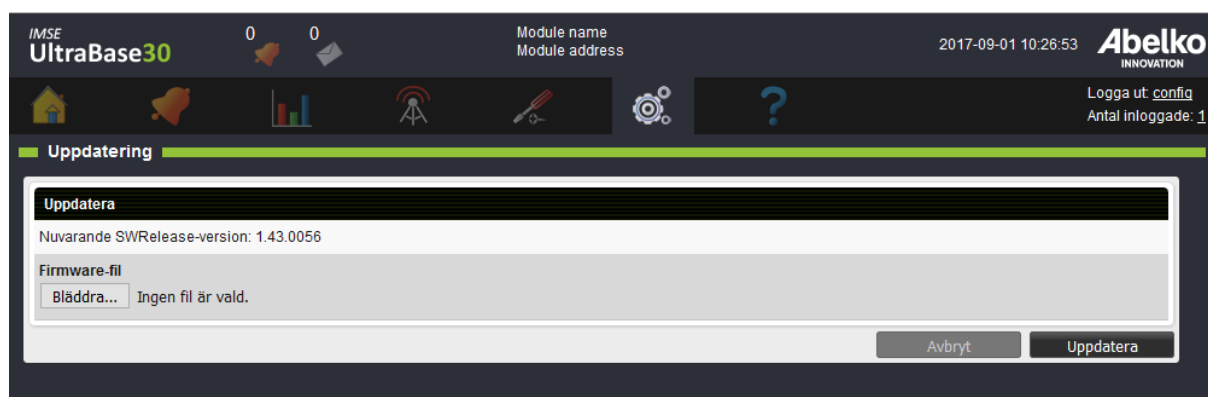 IMSE
UltraBase30
0
0
Module name
Module address
2017-09-01 10:26:53
Abelko
INNOVATION
?
Logga ut: config
Antal inloggade: 1
Uppdatering
Uppdatera
Nuvarande SWRelease-version: 1.43.0056
Firmware-fil
Bläddra... Ingen fil är vald.
Avbryt
Uppdatera